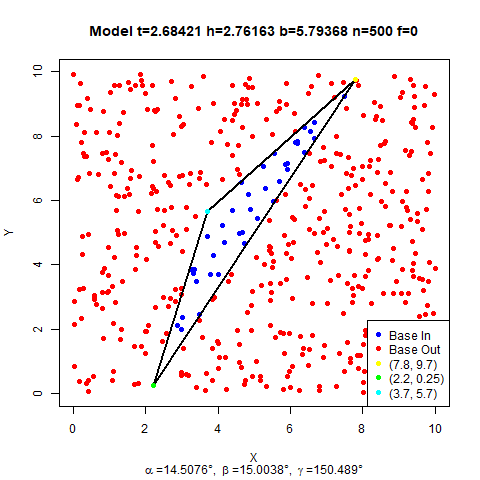 Model t=2.68421 h=2.76163 b=5.79368 n=500 f=0
Y
10
8
6
4
2
0
0 2 4 6 8 10
Base In
Base Out
(7.8, 9.7)
(2.2, 0.25)
(3.7, 5.7)
X
α=14.5076°, β=15.0038°, γ=150.489°